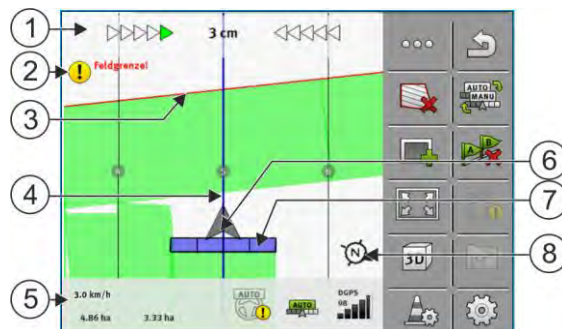 1
3 cm
AUTO
MANU
2
Feldgrenze!
3
A B
4
6
7
N
8
3D
5
3.0 km/h
4.86 ha 3.33 ha
AUTO
AUTO
DGPS
98